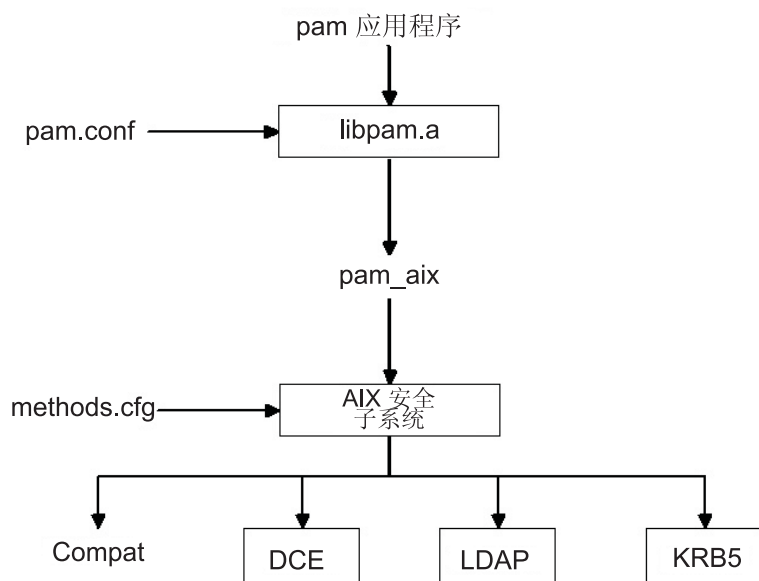 pam 应用程序
pam.conf
libpam.a
pam_aix
methods.cfg
AIX 安全
子系统
Compat
DCE
LDAP
KRB5